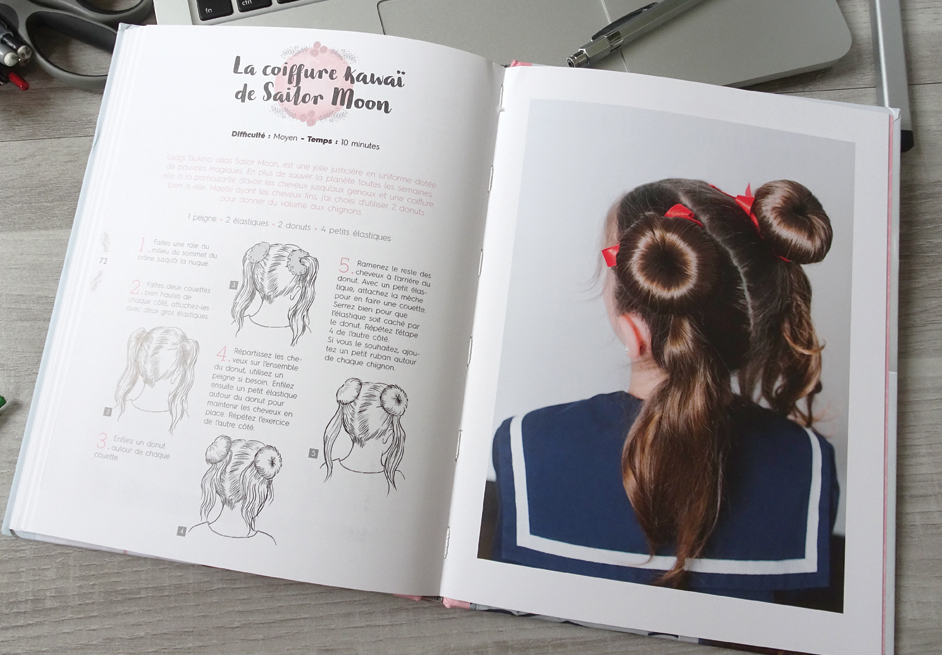 fn
ctrl
La coiffure Kawaï
de Sailor Moon
Difficulté : Moyen - Temps : 10 minutes
Usagi Tsukino, alias Sailor Moon, est une jolie justicière en uniforme dotée
de pouvoirs magiques. En plus de sauver la planète toutes les semaines,
elle a la particularité d'avoir les cheveux jusqu'aux genoux et une coiffure
bien à elle. Maelle ayant les cheveux fins, j'ai choisi d'utiliser 2 donuts
pour donner du volume aux chignons.
1 peigne - 2 élastiques - 2 donuts - 4 petits élastiques
1. Faites une raie au
milieu du sommet du
crâne jusqu'à la nuque.
72
2. Faites deux couettes
bien hautes de
chaque côté, attachez-les
avec deux gros élastiques.
2
3. Enfilez un donut
autour de chaque
couette.
3
4. Répartissez les che-
veux sur l'ensemble
du donut, utilisez un
peigne si besoin. Enfilez
ensuite un petit élastique
autour du donut pour
maintenir les cheveux en
place. Répétez l'exercice
de l'autre côté.
4
5. Ramenez le reste des
cheveux à l'arrière du
donut. Avec un petit élas-
tique, attachez la mèche
pour en faire une couette.
Serrez bien pour que
l'élastique soit caché par
le donut. Répétez l'étape
4 de l'autre côté.
Si vous le souhaitez, ajou-
tez un petit ruban autour
de chaque chignon.
5